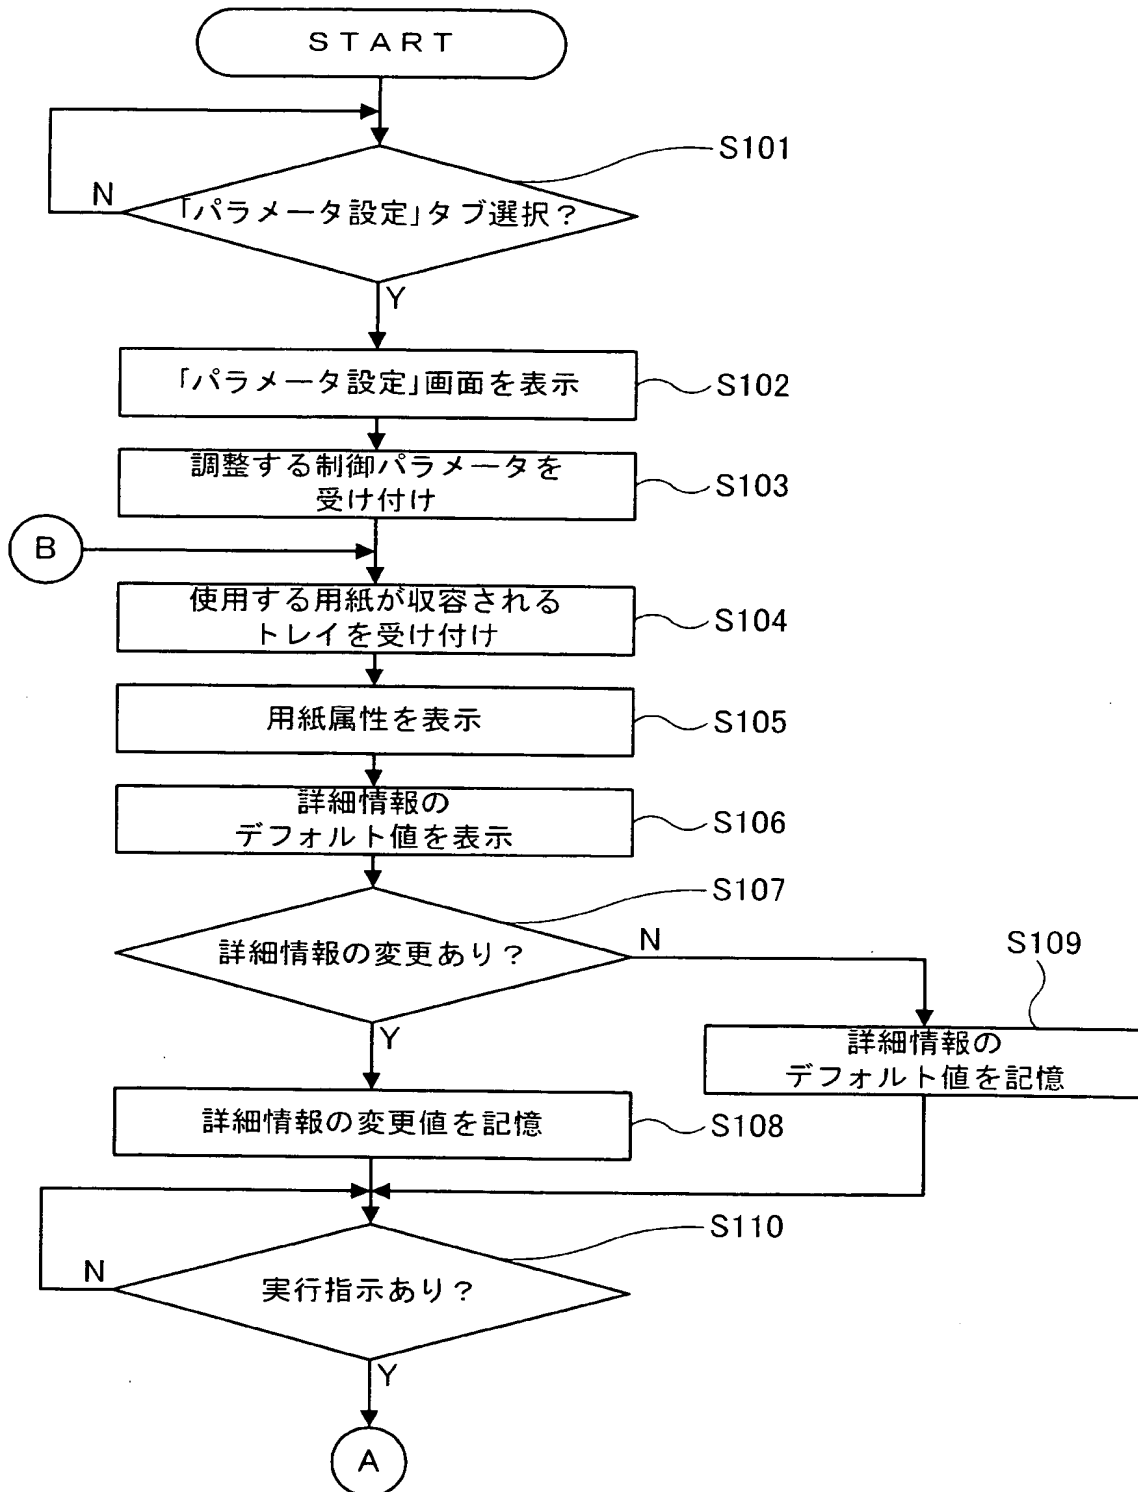 START
S101
N
「パラメータ設定」タブ選択？
Y
「パラメータ設定」画面を表示
S102
調整する制御パラメータを
受け付け
S103
B
使用する用紙が収容される
トレイを受け付け
S104
用紙属性を表示
S105
詳細情報の
デフォルト値を表示
S106
S107
詳細情報の変更あり？
N
S109
Y
詳細情報の
デフォルト値を記憶
詳細情報の変更値を記憶
S108
S110
N
実行指示あり？
Y
A